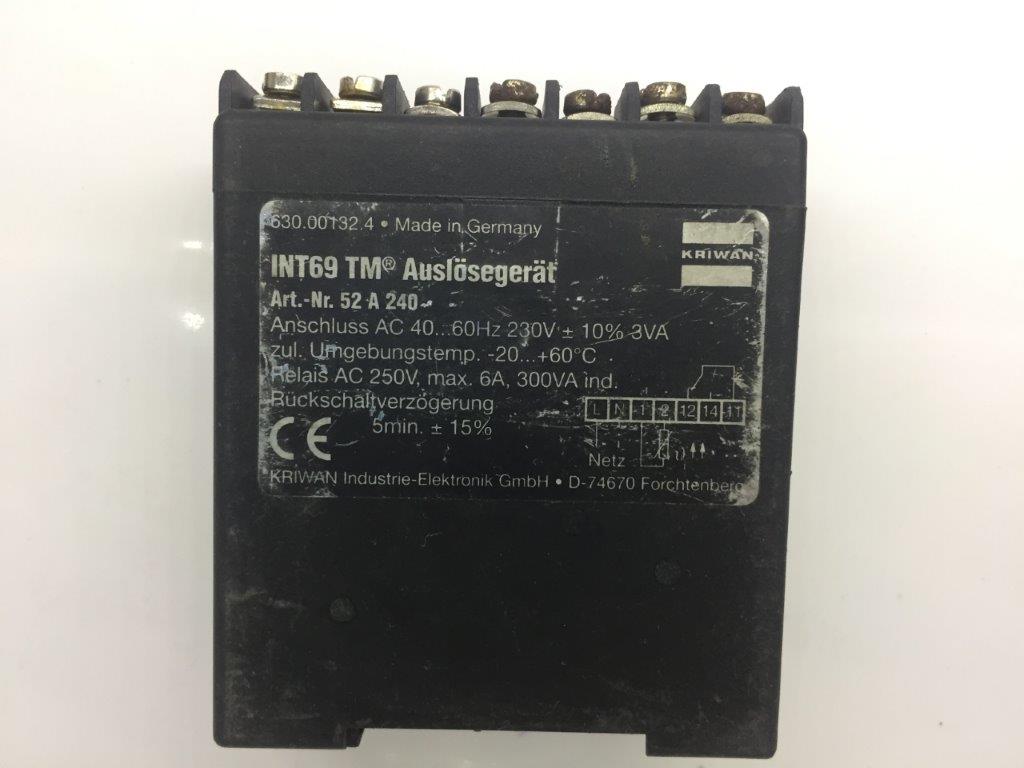 630.00132.4 • Made in Germany
KRIWAN
INT69 TM® Auslösegerät
Art.-Nr. 52 A 240
Anschluss AC 40...60Hz 230V ± 10% 3VA
zul. Umgebungstemp. -20...+60°C
Relais AC 250V, max. 6A, 300VA ind.
Rückschaltverzögerung
5min. ± 15%
L N 1 2 12 14 11
CE
Netz
KRIWAN Industrie-Elektronik GmbH • D-74670 Forchtenberg